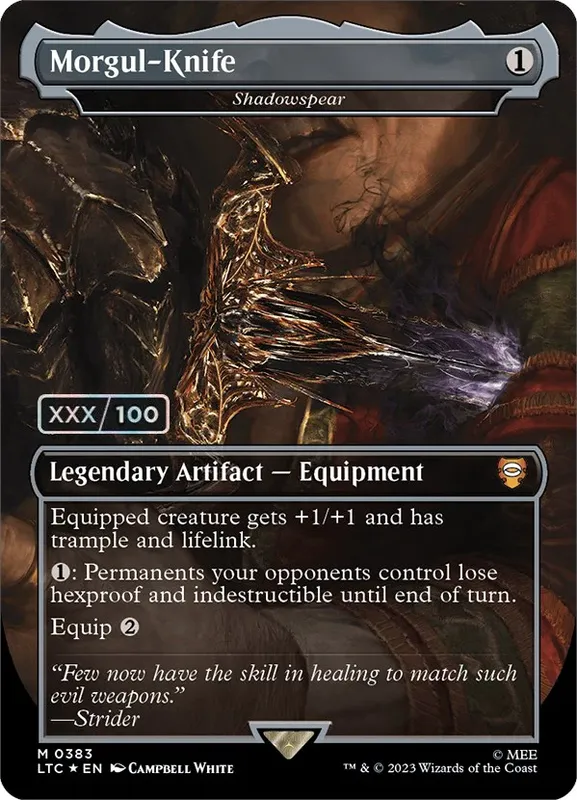 Morgul-Knife 1
Shadowspear
XXX/100
Legendary Artifact — Equipment
Equipped creature gets +1/+1 and has
trample and lifelink.
1: Permanents your opponents control lose
hexproof and indestructible until end of turn.
Equip 2
“Few now have the skill in healing to match such
evil weapons.”
—Strider
M 0383
LTC ★ EN Campbell White
© MEE
™ & © 2023 Wizards of the Coast